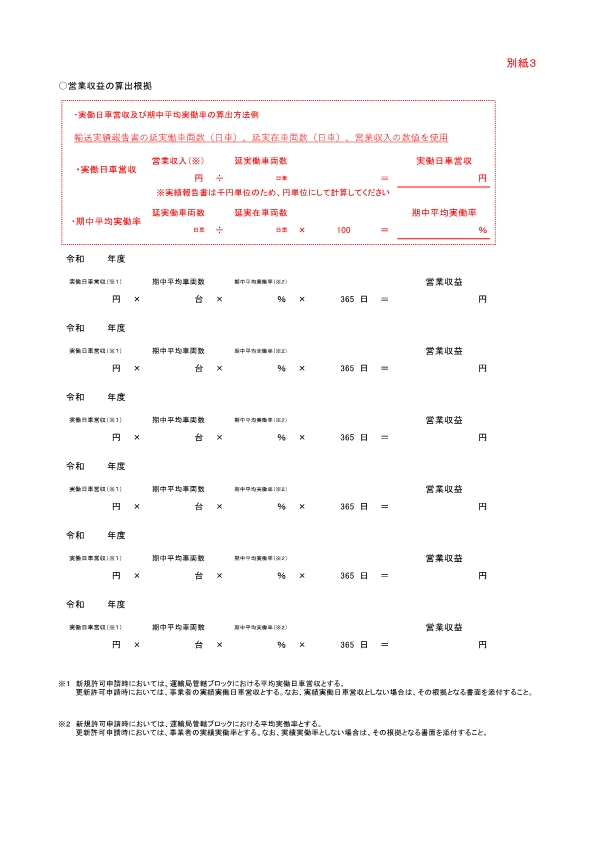 別紙3
○営業収益の算出根拠
・実働日車営収及び期中平均実働率の算出方法例
輸送実績報告書の延実働車両数（日車）、延実在車両数（日車）、営業収入の数値を使用
営業収入（※） 延実働車両数 実働日車営収
・実働日車営収 円 ÷ 日車 ＝ 円
※実績報告書は千円単位のため、円単位にして計算してください
延実働車両数 延実在車両数 期中平均実働率
・期中平均実働率 日車 ÷ 日車 × 100 ＝ %
令和 年度
実働日車営収（※1） 期中平均車両数 期中平均実働率（※2） 営業収益
円 × 台 × % × 365 日 ＝ 円
令和 年度
実働日車営収（※1） 期中平均車両数 期中平均実働率（※2） 営業収益
円 × 台 × % × 365 日 ＝ 円
令和 年度
実働日車営収（※1） 期中平均車両数 期中平均実働率（※2） 営業収益
円 × 台 × % × 365 日 ＝ 円
令和 年度
実働日車営収（※1） 期中平均車両数 期中平均実働率（※2） 営業収益
円 × 台 × % × 365 日 ＝ 円
令和 年度
実働日車営収（※1） 期中平均車両数 期中平均実働率（※2） 営業収益
円 × 台 × % × 365 日 ＝ 円
令和 年度
実働日車営収（※1） 期中平均車両数 期中平均実働率（※2） 営業収益
円 × 台 × % × 365 日 ＝ 円
※1 新規許可申請時においては、運輸局管轄ブロックにおける平均実働日車営収とする。
更新許可申請時においては、事業者の実績実働日車営収とする。なお、実績実働日車営収としない場合は、その根拠となる書面を添付すること。
※2 新規許可申請時においては、運輸局管轄ブロックにおける平均実働率とする。
更新許可申請時においては、事業者の実績実働率とする。なお、実績実働率としない場合は、その根拠となる書面を添付すること。